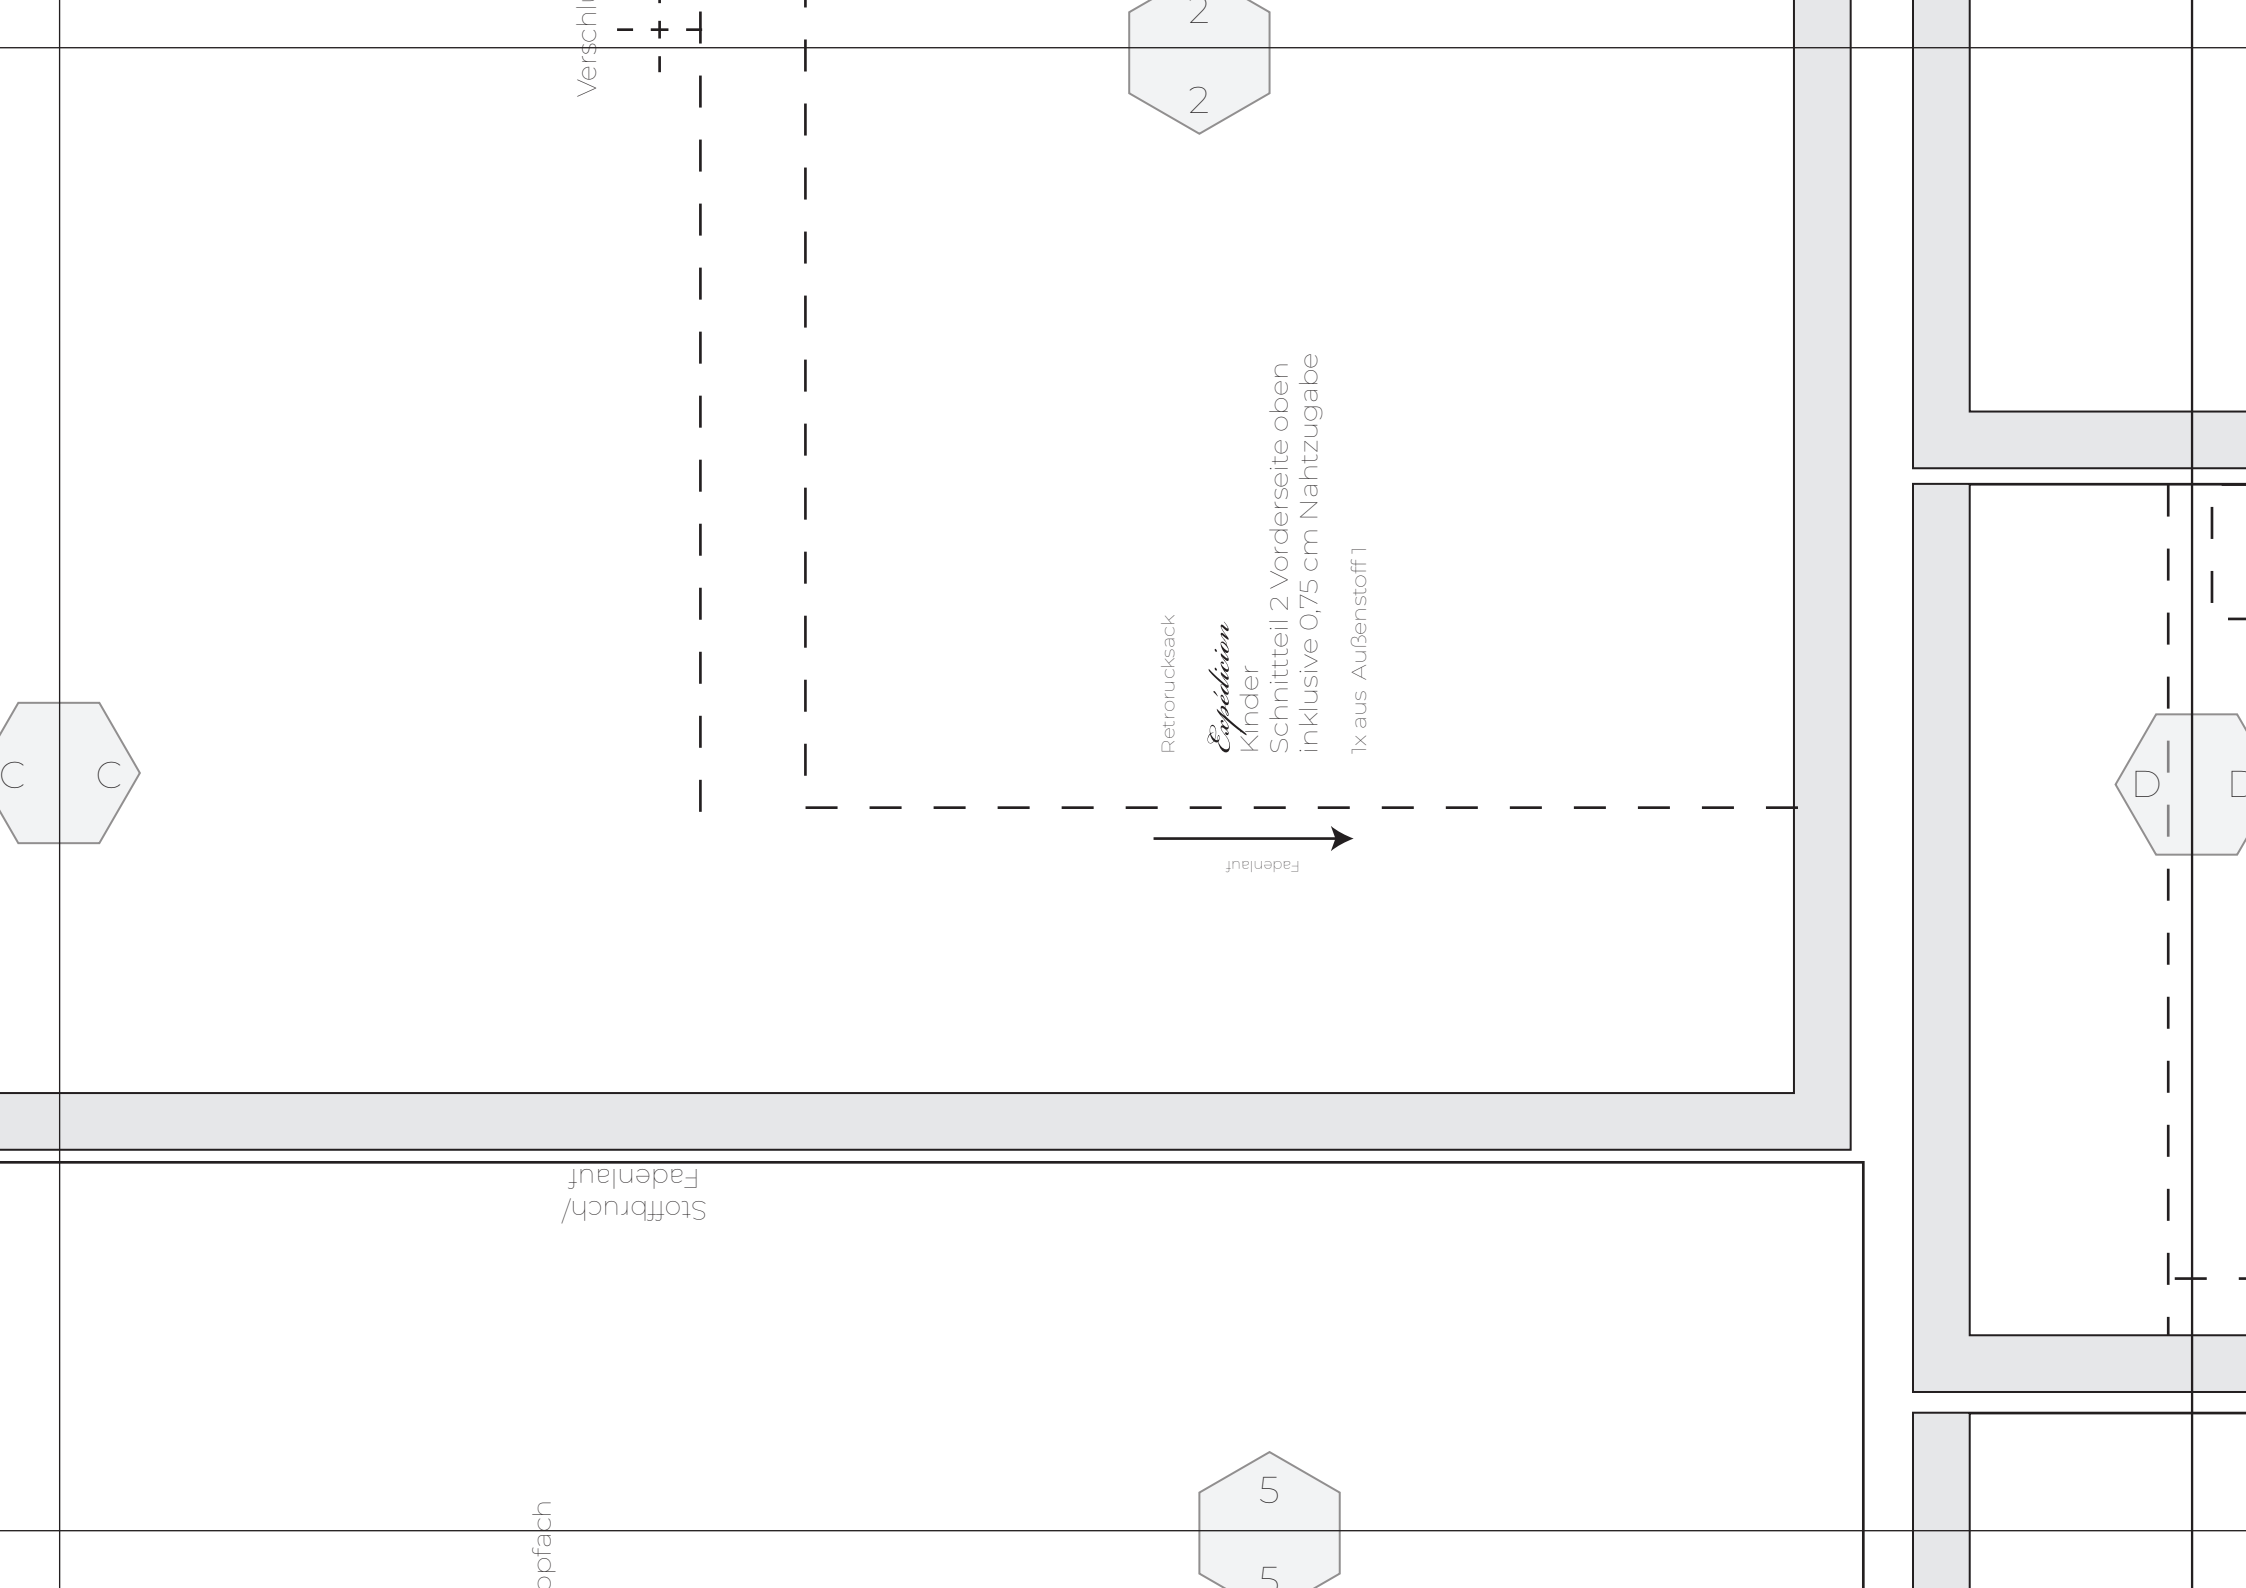 2
2
Retrorucksack
Expédicion
Kinder
Schnittteil 2 Vorderseite oben
inklusive 0,75 cm Nahtzugabe
1x aus Außenstoff 1
Fadenlauf
C C
D D
Stoffbruch/
Fadenlauf
5
5